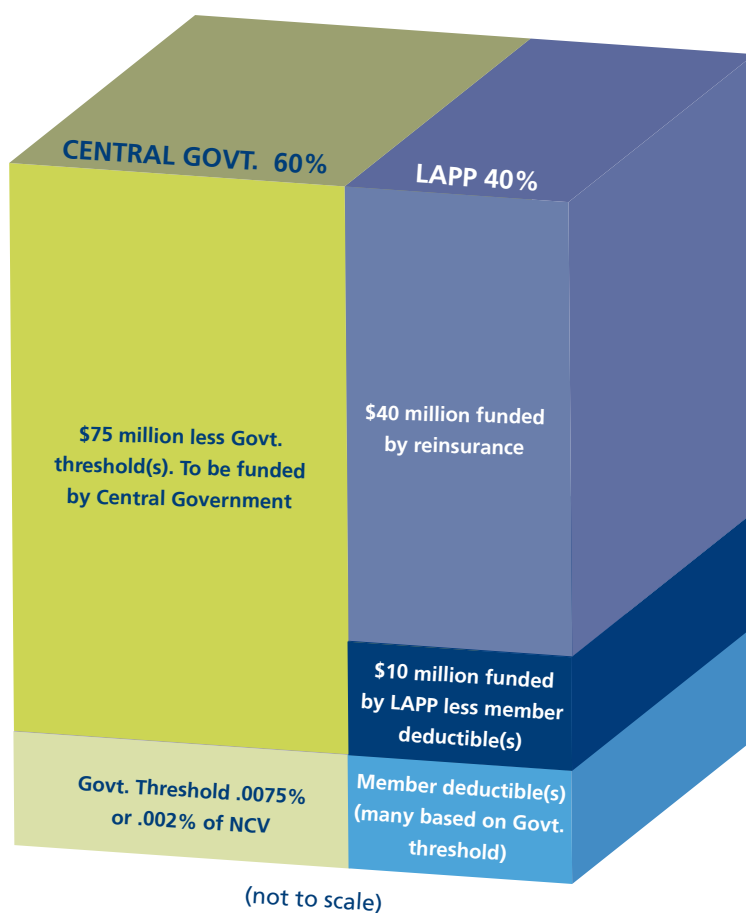 CENTRAL GOVT. 60%
LAPP 40%
$75 million less Govt.
threshold(s). To be funded
by Central Government
$40 million funded
by reinsurance
$10 million funded
by LAPP less member
deductible(s)
Govt. Threshold .0075%
or .002% of NCV
Member deductible(s)
(many based on Govt.
threshold)
(not to scale)